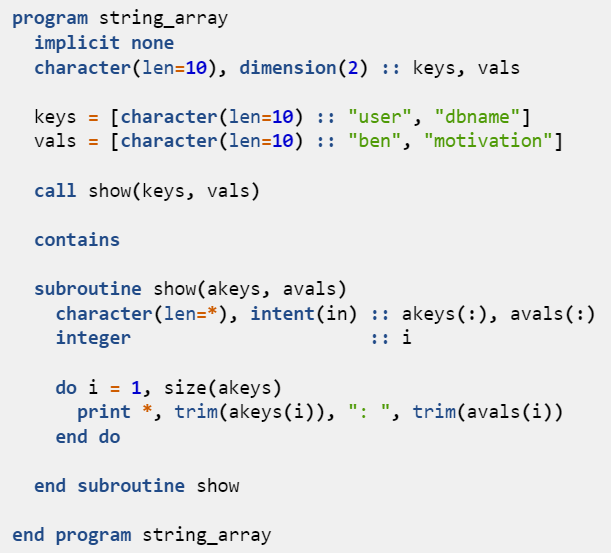 program string_array
  implicit none
  character(len=10), dimension(2) :: keys, vals

  keys = [character(len=10) :: "user", "dbname"]
  vals = [character(len=10) :: "ben", "motivation"]

  call show(keys, vals)

  contains

  subroutine show(akeys, avals)
    character(len=*), intent(in) :: akeys(:), avals(:)
    integer                      :: i

    do i = 1, size(akeys)
      print *, trim(akeys(i)), ": ", trim(avals(i))
    end do

  end subroutine show

end program string_array